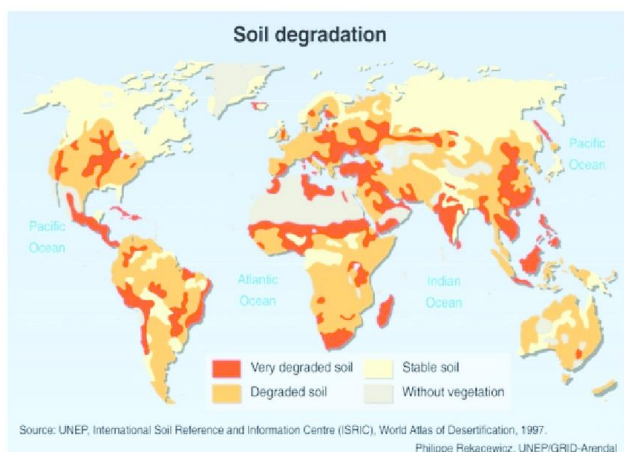 Soil degradation
Pacific
Ocean
Pacific
Ocean
Atlantic
Ocean
Indian
Ocean
Very degraded soil
Stable soil
Degraded soil
Without vegetation
Source: UNEP, International Soil Reference and Information Centre (ISRIC), World Atlas of Desertification, 1997.
Philippe Rekacewicz, UNEP/GRID-Arendal